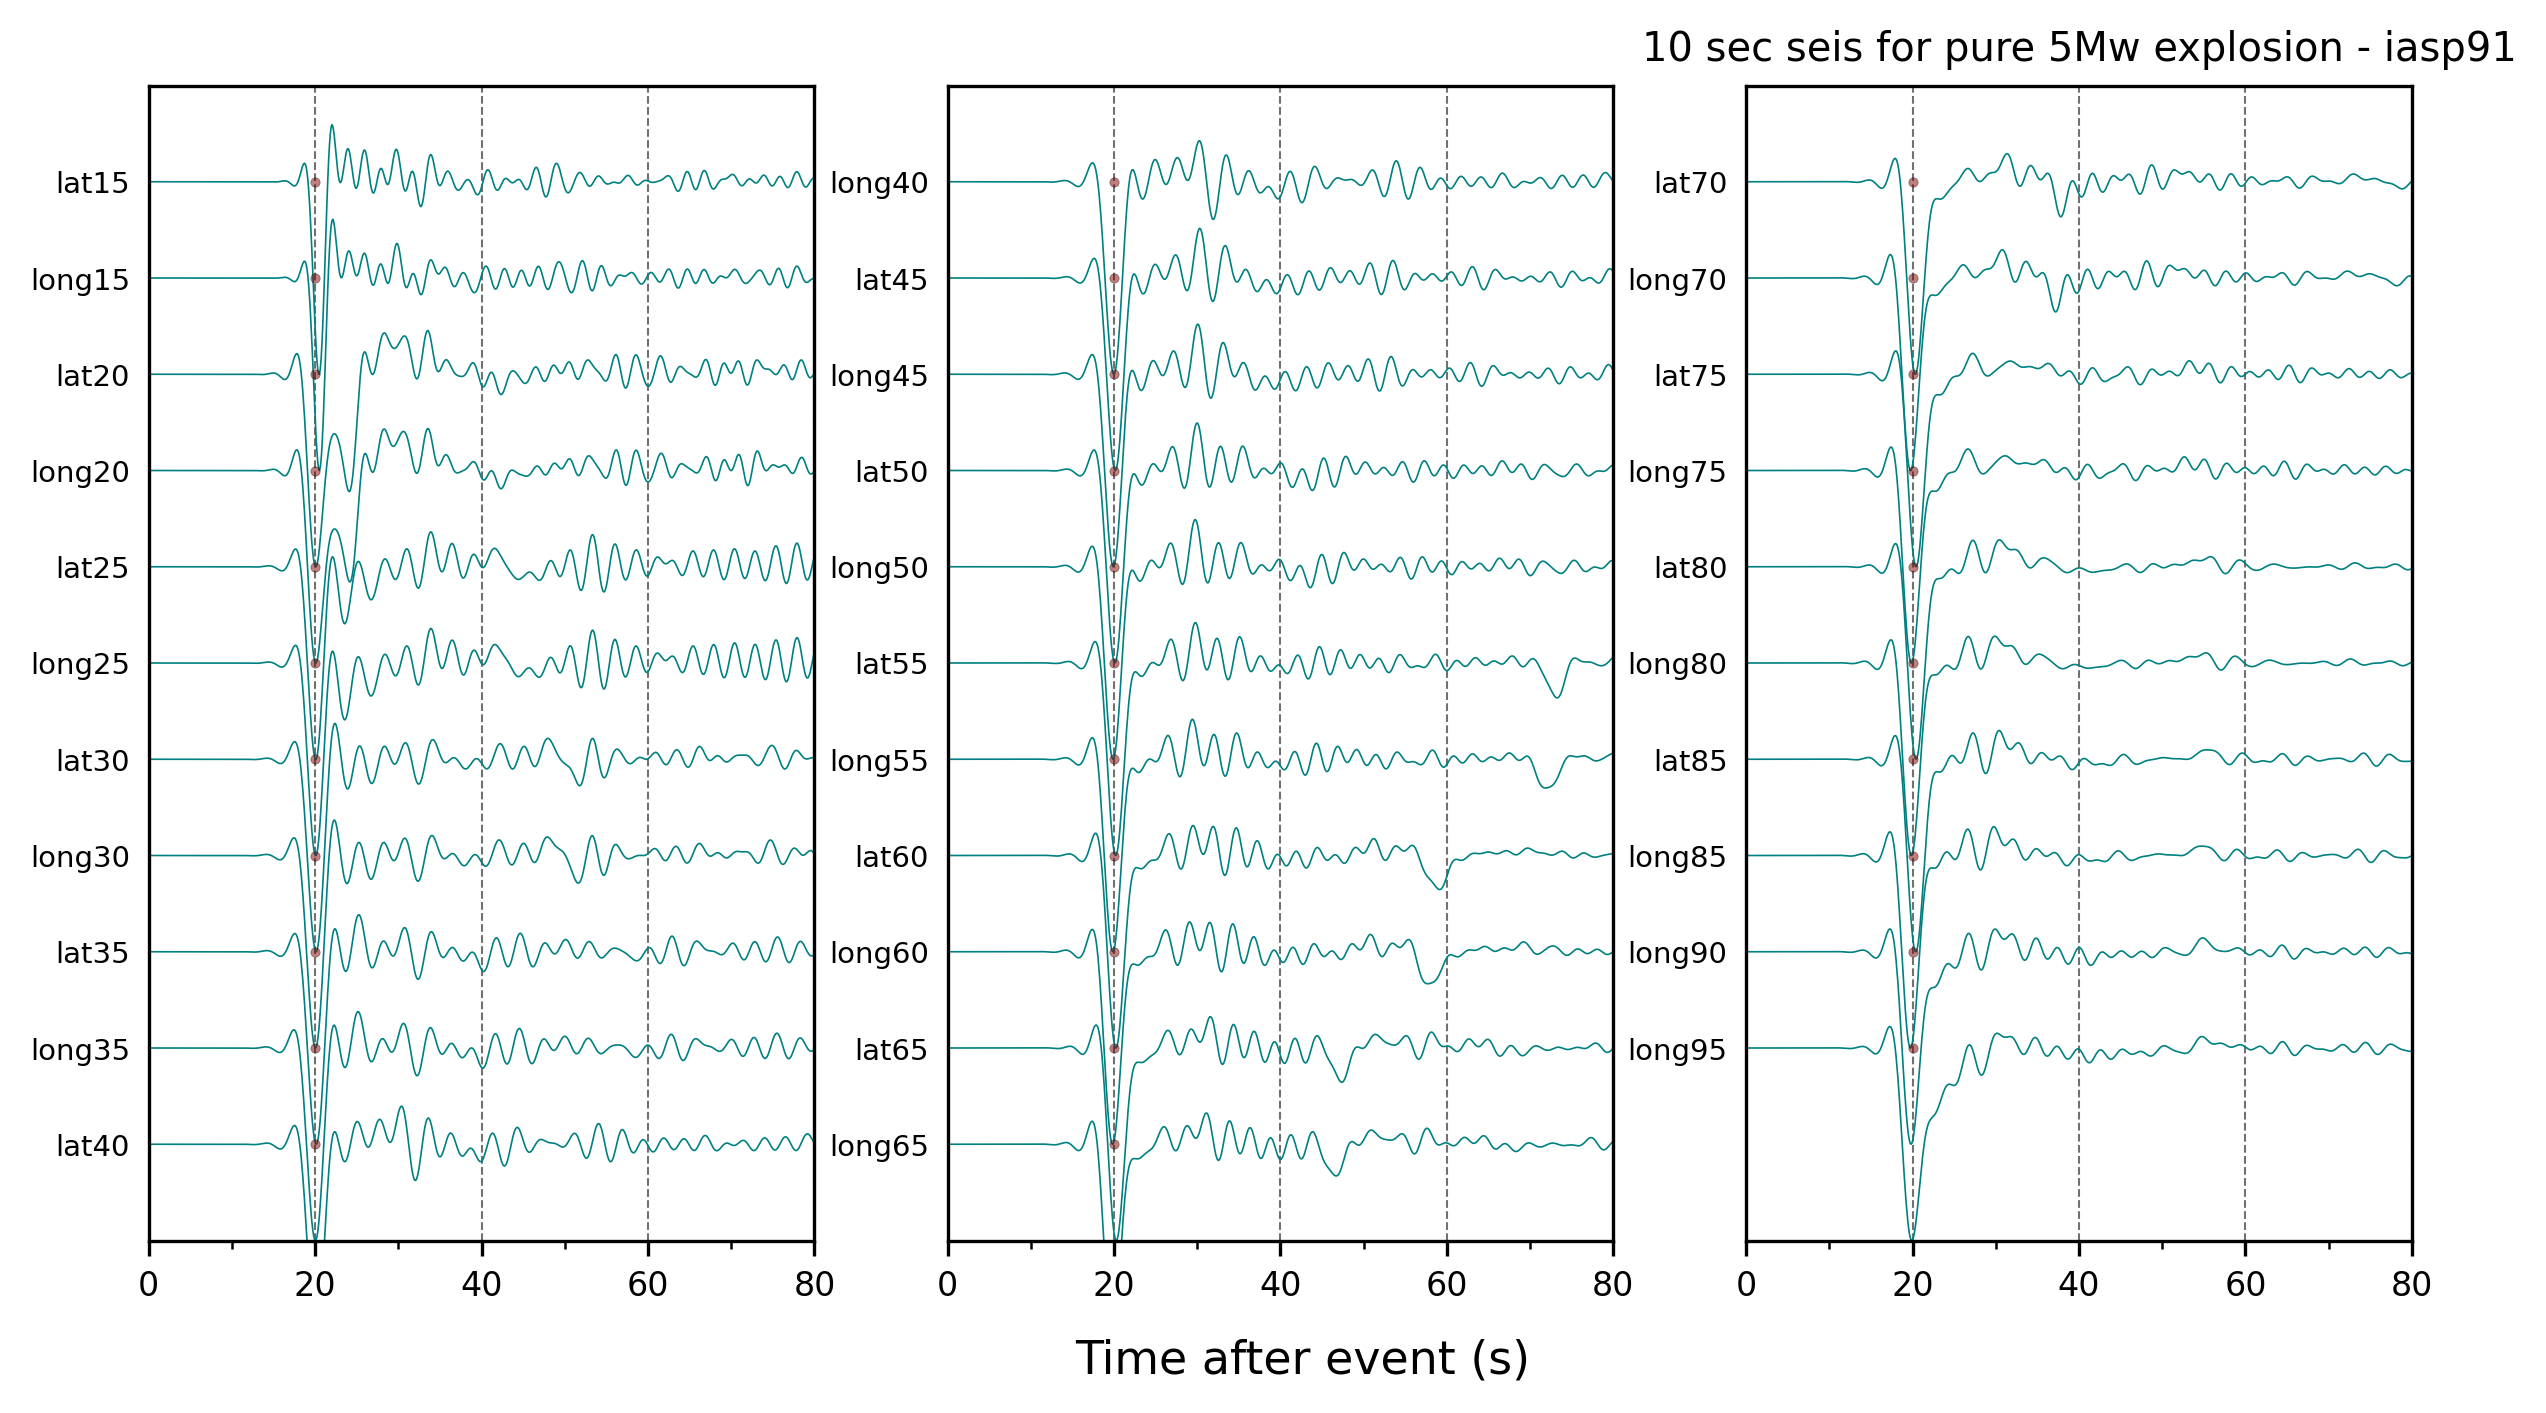 10 sec seis for pure 5Mw explosion - iasp91
lat15
long15
lat20
long20
lat25
long25
lat30
long30
lat35
long35
lat40
0 20 40 60 80
long40
lat45
long45
lat50
long50
lat55
long55
lat60
long60
lat65
long65
0 20 40 60 80
lat70
long70
lat75
long75
lat80
long80
lat85
long85
long90
long95
0 20 40 60 80
Time after event (s)